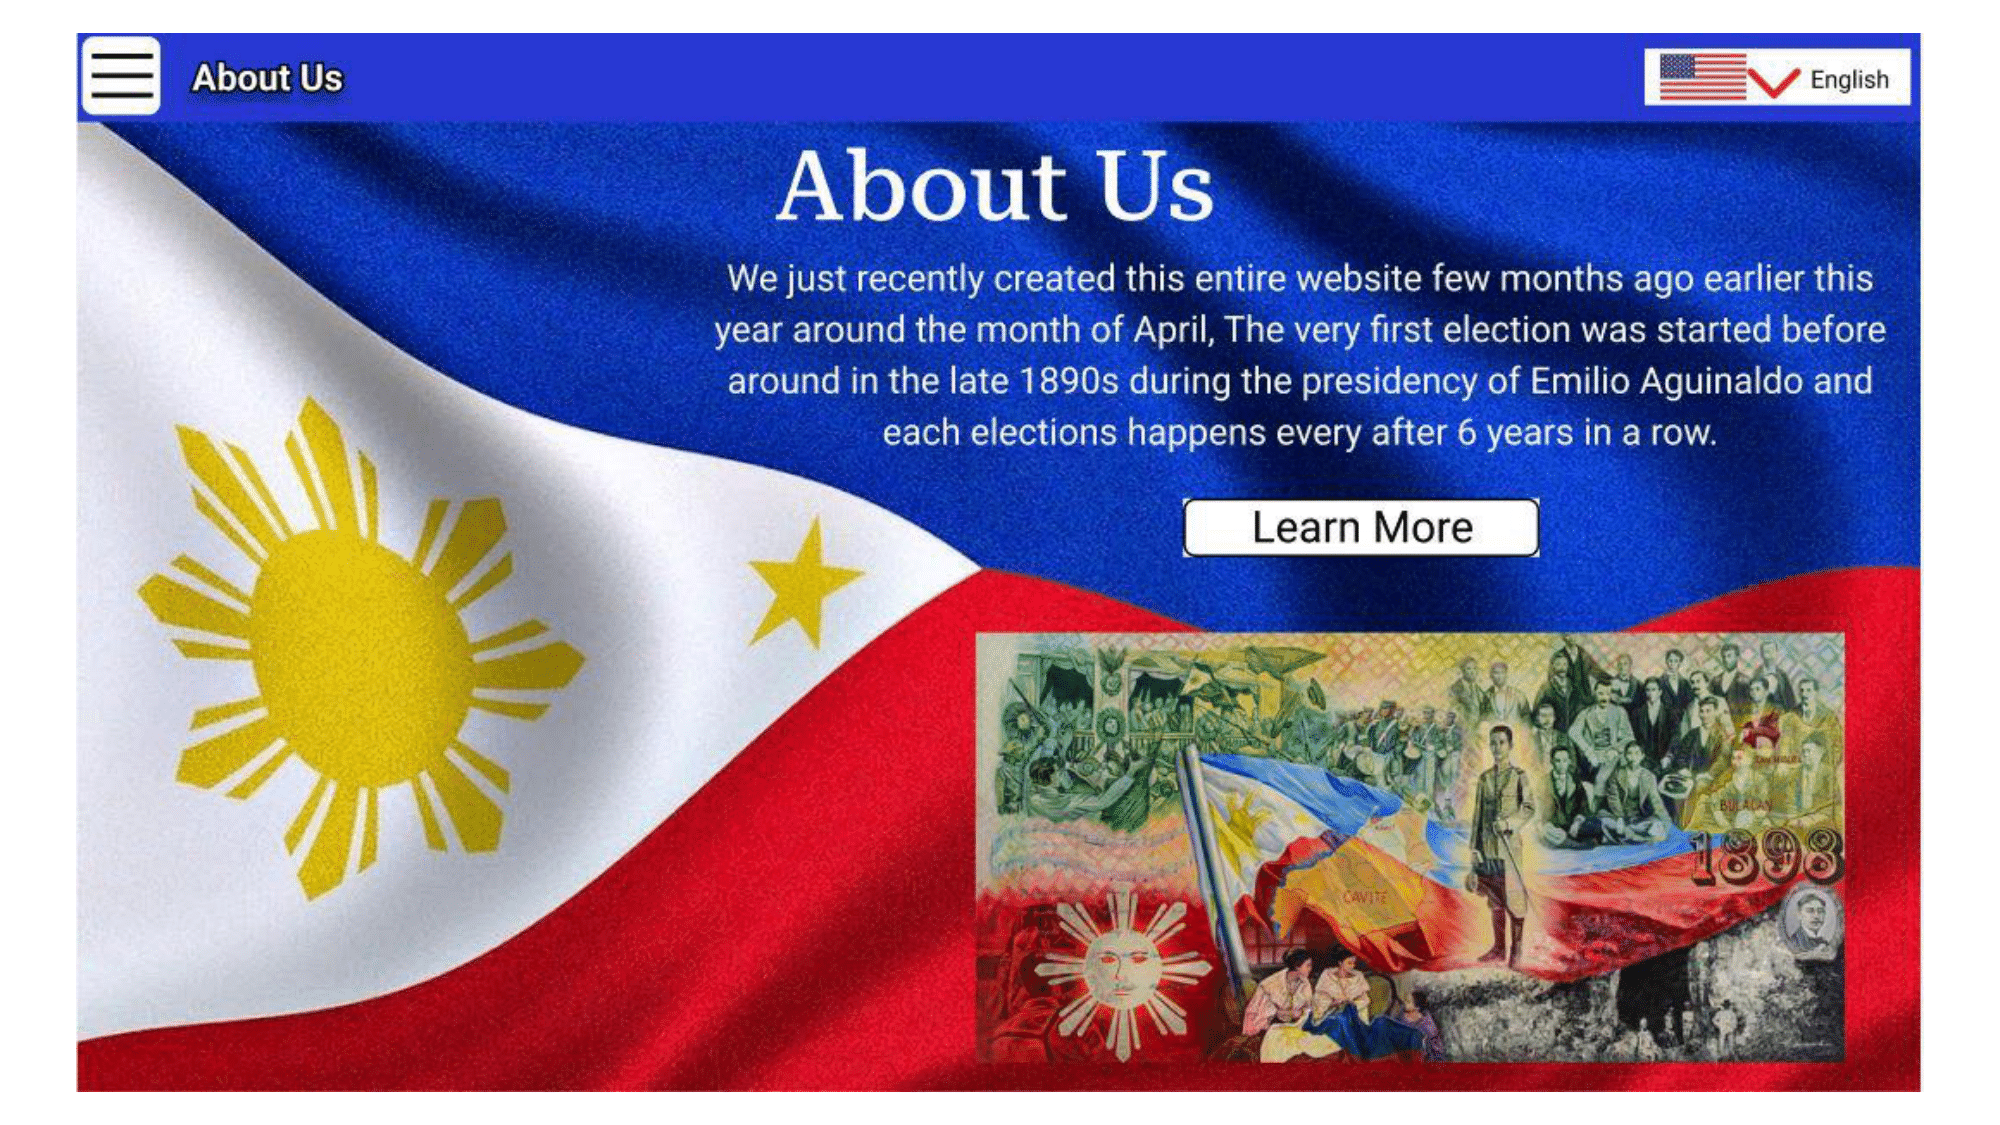 About Us
English
About Us
We just recently created this entire website few months ago earlier this
year around the month of April, The very first election was started before
around in the late 1890s during the presidency of Emilio Aguinaldo and
each elections happens every after 6 years in a row.
Learn More
BULACAN
1898
CAVITE